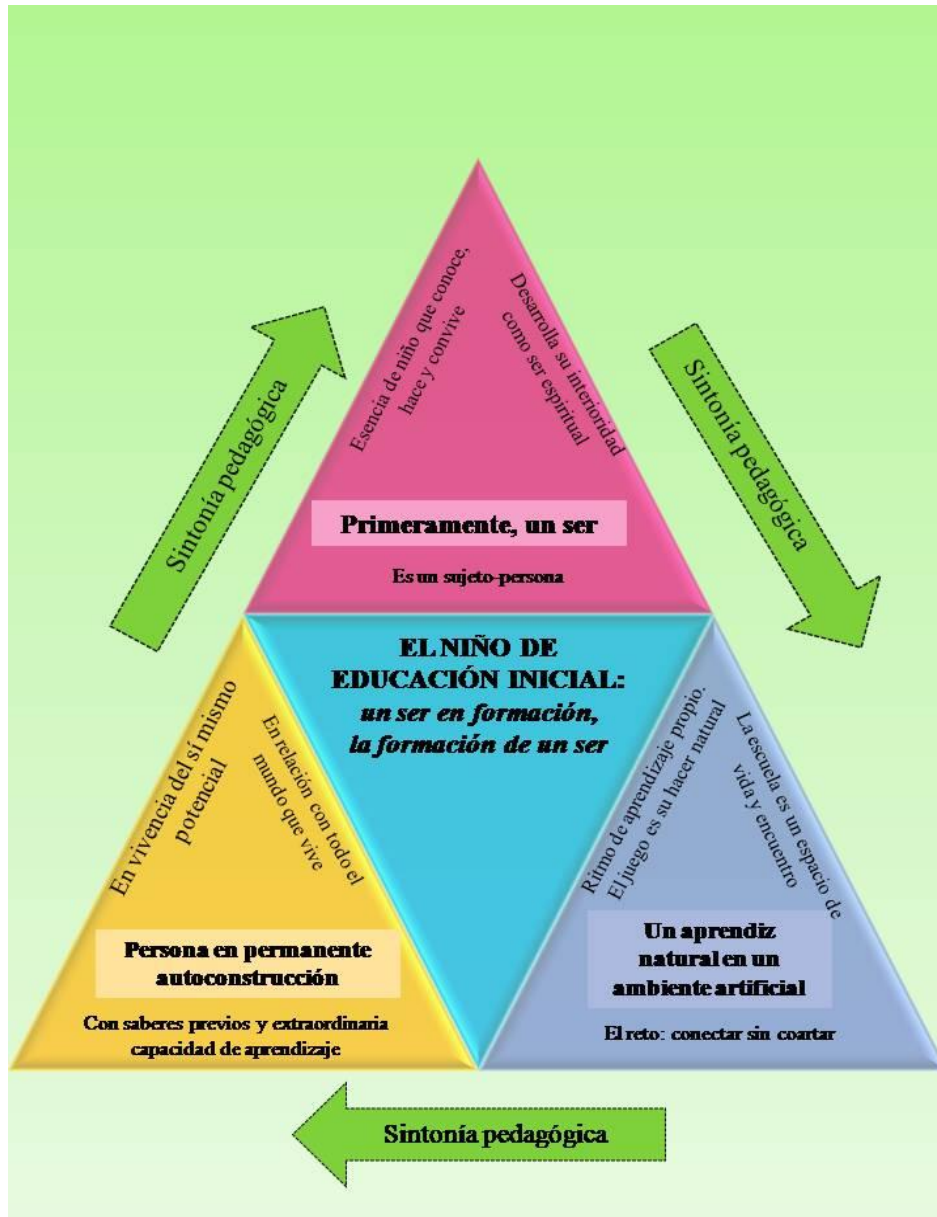 Esencia de niño que conoce,
hace y convive
Desarrolla su interioridad
como ser espiritual
Sintonía pedagógica
Sintonía pedagógica
Primeramente, un ser
Es un sujeto-persona
EL NIÑO DE
EDUCACIÓN INICIAL:
un ser en formación,
la formación de un ser
En vivencia del sí mismo
potencial
En relación con todo el
mundo que vive
Persona en permanente
autoconstrucción
Con saberes previos y extraordinaria
capacidad de aprendizaje
Ritmo de aprendizaje propio.
El juego es su hacer natural
La escuela es un espacio de
vida y encuentro
Un aprendiz
natural en un
ambiente artificial
El reto: conectar sin coartar
Sintonía pedagógica